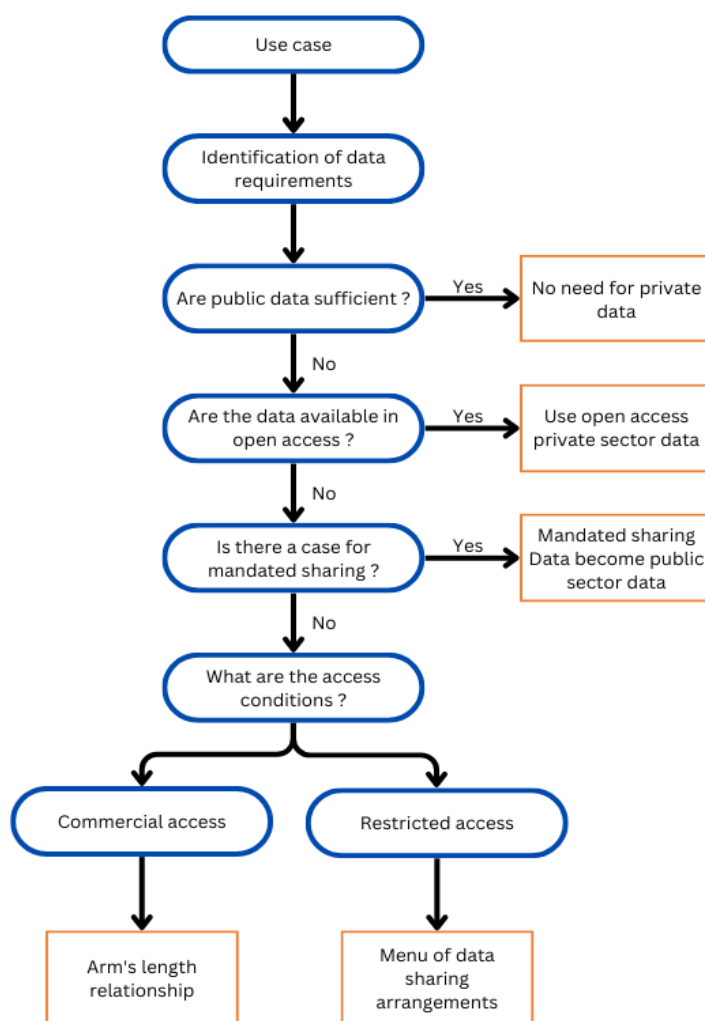 Use case
Identification of data
requirements
Are public data sufficient ?
Yes
No need for private
data
No
Are the data available in
open access ?
Yes
Use open access
private sector data
No
Is there a case for
mandated sharing ?
Yes
Mandated sharing
Data become public
sector data
No
What are the access
conditions ?
Commercial access
Restricted access
Arm's length
relationship
Menu of data
sharing
arrangements